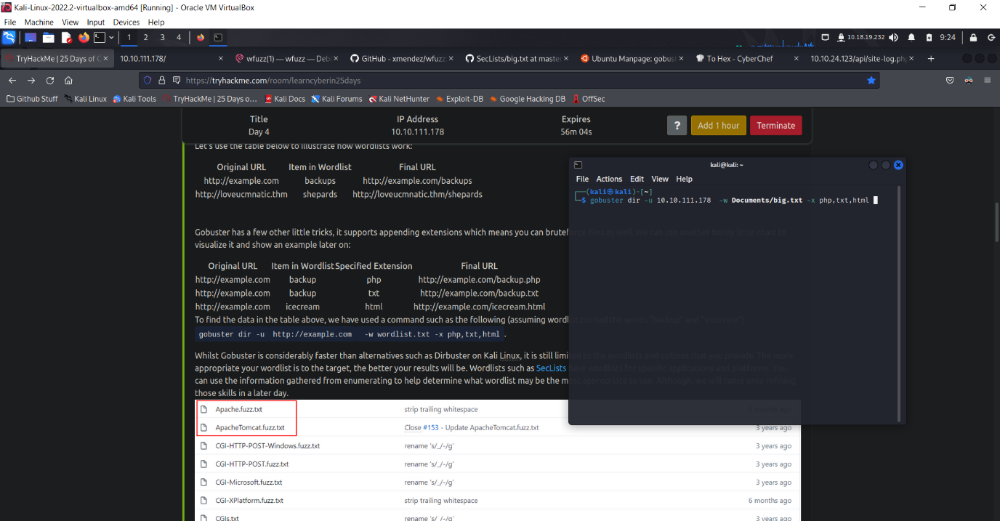 Kali-Linux-2022.2-virtualbox-amd64 [Running] - Oracle VM VirtualBox
File Machine View Input Devices Help
1 2 3 4
10.18.19.232 9:24
TryHackMe | 25 Days of C
10.10.111.178/
wfuzz(1) — wfuzz — Debi
GitHub - xmendez/wfuzz
SecLists/big.txt at master
Ubuntu Manpage: gobust
To Hex - CyberChef
10.10.24.123/api/site-log.php
https://tryhackme.com/room/learncyberin25days
Github Stuff Kali Linux Kali Tools TryHackMe | 25 Days o... Kali Docs Kali Forums Kali NetHunter Exploit-DB Google Hacking DB OffSec
Title IP Address Expires
Day 4 10.10.111.178 56m 04s
? Add 1 hour Terminate
Let's use the table below to illustrate how wordlists work:
Original URL Item in Wordlist Final URL
http://example.com backups http://example.com/backups
http://loveucmnatic.thm shepards http://loveucmnatic.thm/shepards
Gobuster has a few other little tricks, it supports appending extensions which means you can bruteforce files as well. We can use another handy little chart to
visualize it and show an example later on:
Original URL Item in Wordlist Specified Extension Final URL
http://example.com backup php http://example.com/backup.php
http://example.com backup txt http://example.com/backup.txt
http://example.com icecream html http://example.com/icecream.html
To find the data in the table above, we have used a command such as the following (assuming wordlist.txt had the words "backup" and "icecream")
gobuster dir -u http://example.com -w wordlist.txt -x php,txt,html .
Whilst Gobuster is considerably faster than alternatives such as Dirbuster on Kali Linux, it is still limited to the wordlists and options that you provide. The more
appropriate your wordlist is to the target, the better your results will be. Wordlists such as SecLists have wordlists for specific applications and platforms. You
can use the information gathered from enumerating to help determine what wordlist may be the most appropriate to use. Although, we will come onto refining
those skills in a later day.
Apache.fuzz.txt strip trailing whitespace 6 months ago
ApacheTomcat.fuzz.txt Close #153 - Update ApacheTomcat.fuzz.txt 3 years ago
CGI-HTTP-POST-Windows.fuzz.txt rename 's/_/-/g' 3 years ago
CGI-HTTP-POST.fuzz.txt rename 's/_/-/g' 3 years ago
CGI-Microsoft.fuzz.txt rename 's/_/-/g' 3 years ago
CGI-XPlatform.fuzz.txt strip trailing whitespace 6 months ago
CGIs.txt rename 's/_/-/g' 3 years ago
kali@kali: ~
File Actions Edit View Help
(kali㉿kali)-[~]
$ gobuster dir -u 10.10.111.178 -w Documents/big.txt -x php,txt,html